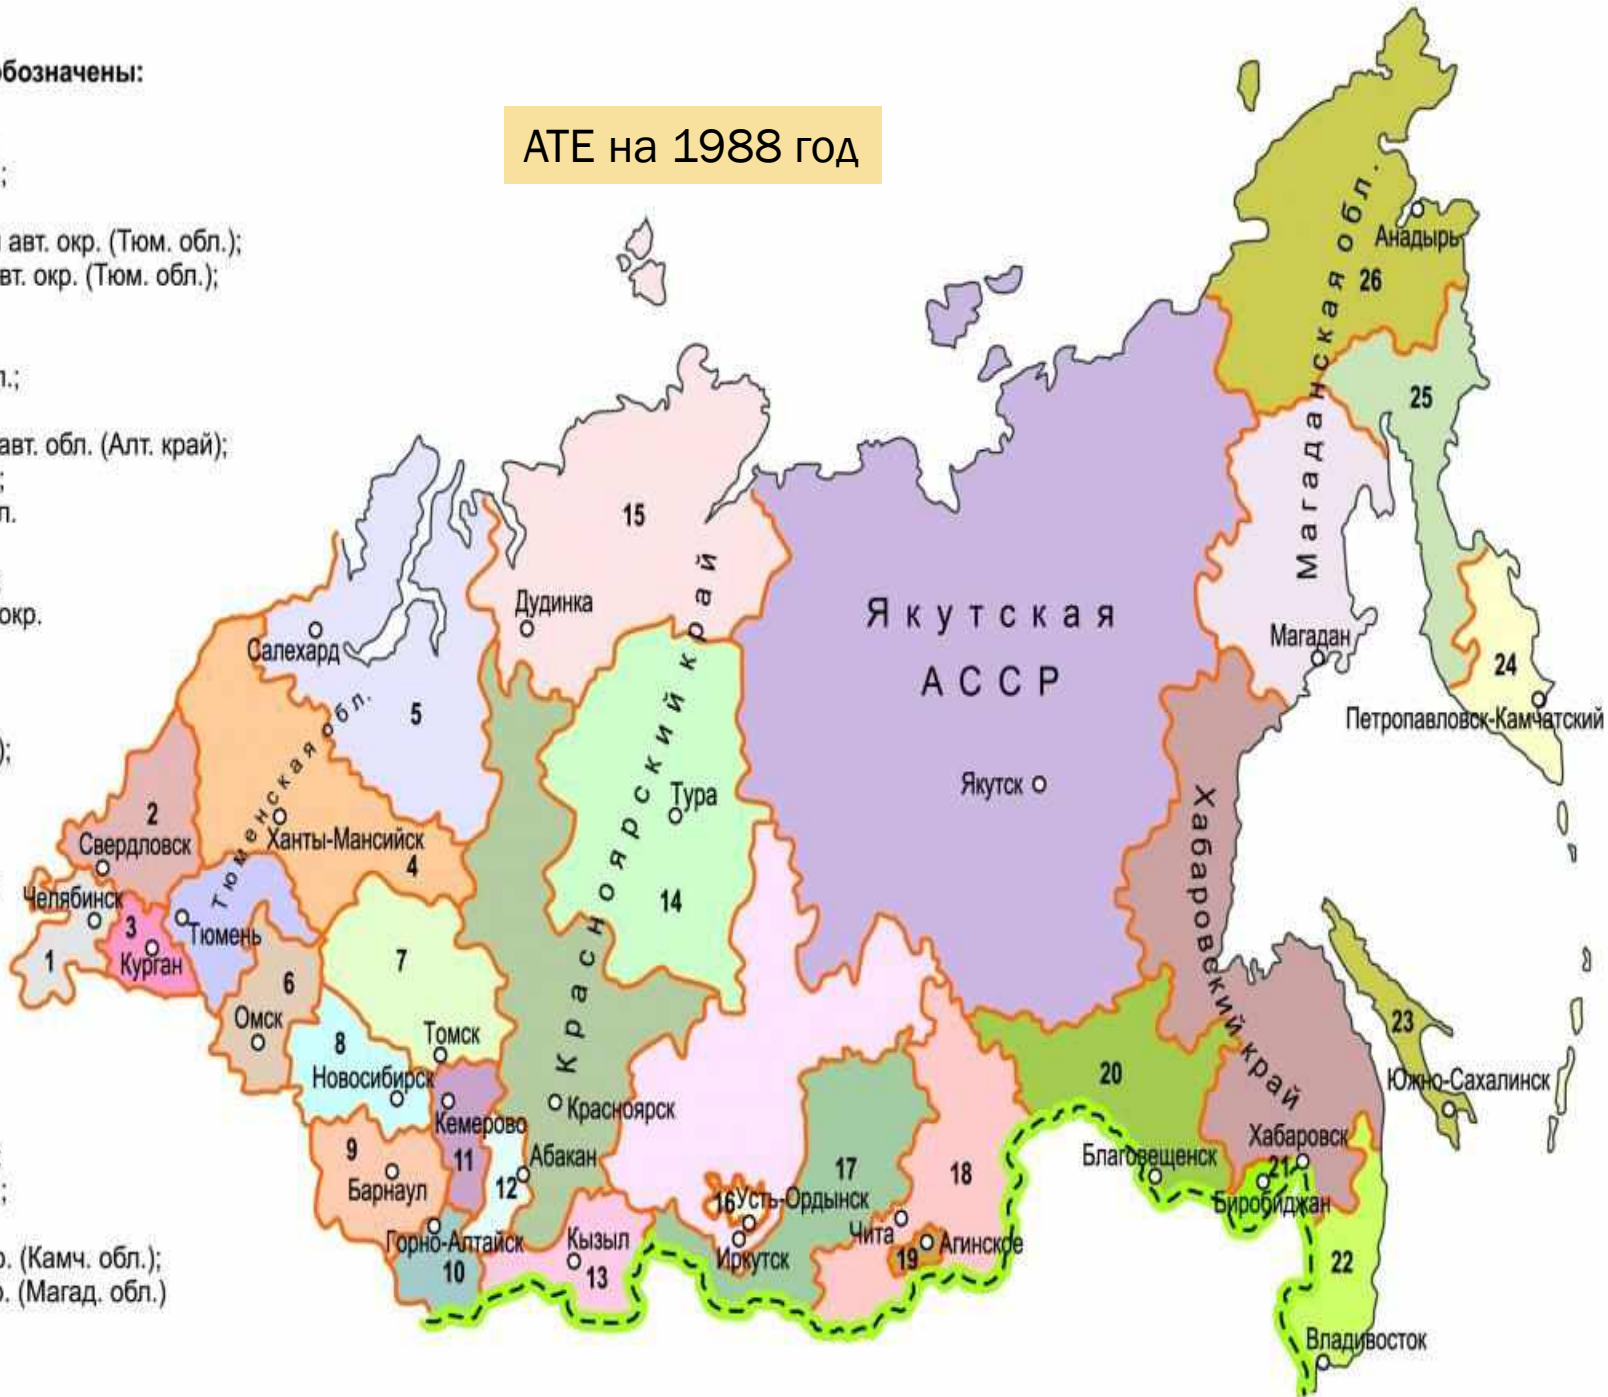 обозначены:
АТЕ на 1988 год
;
авт. окр. (Тюм. обл.);
вт. окр. (Тюм. обл.);
л.;
авт. обл. (Алт. край);
;
л.
окр.
);
;
;
р. (Камч. обл.);
р. (Магад. обл.)
Магаданская обл.
Анадырь
26
25
15
Красноярский край
Дудинка
Якутская
АССР
Магадан
Салехард
24
5
Петропавловск-Камчатский
Тюменская обл.
Тура
Якутск
Хабаровский край
2
Свердловск
Ханты-Мансийск
4
Челябинск
14
3
Тюмень
1
Курган
7
6
Омск
23
8
Томск
Новосибирск
20
Южно-Сахалинск
Красноярск
Кемерово
Хабаровск
9
11
Абакан
Благовещенск
21
Барнаул
12
17
18
16
Усть-Ордынск
Биробиджан
Горно-Алтайск
Кызыл
Чита
Агинское
10
13
Иркутск
19
22
Владивосток